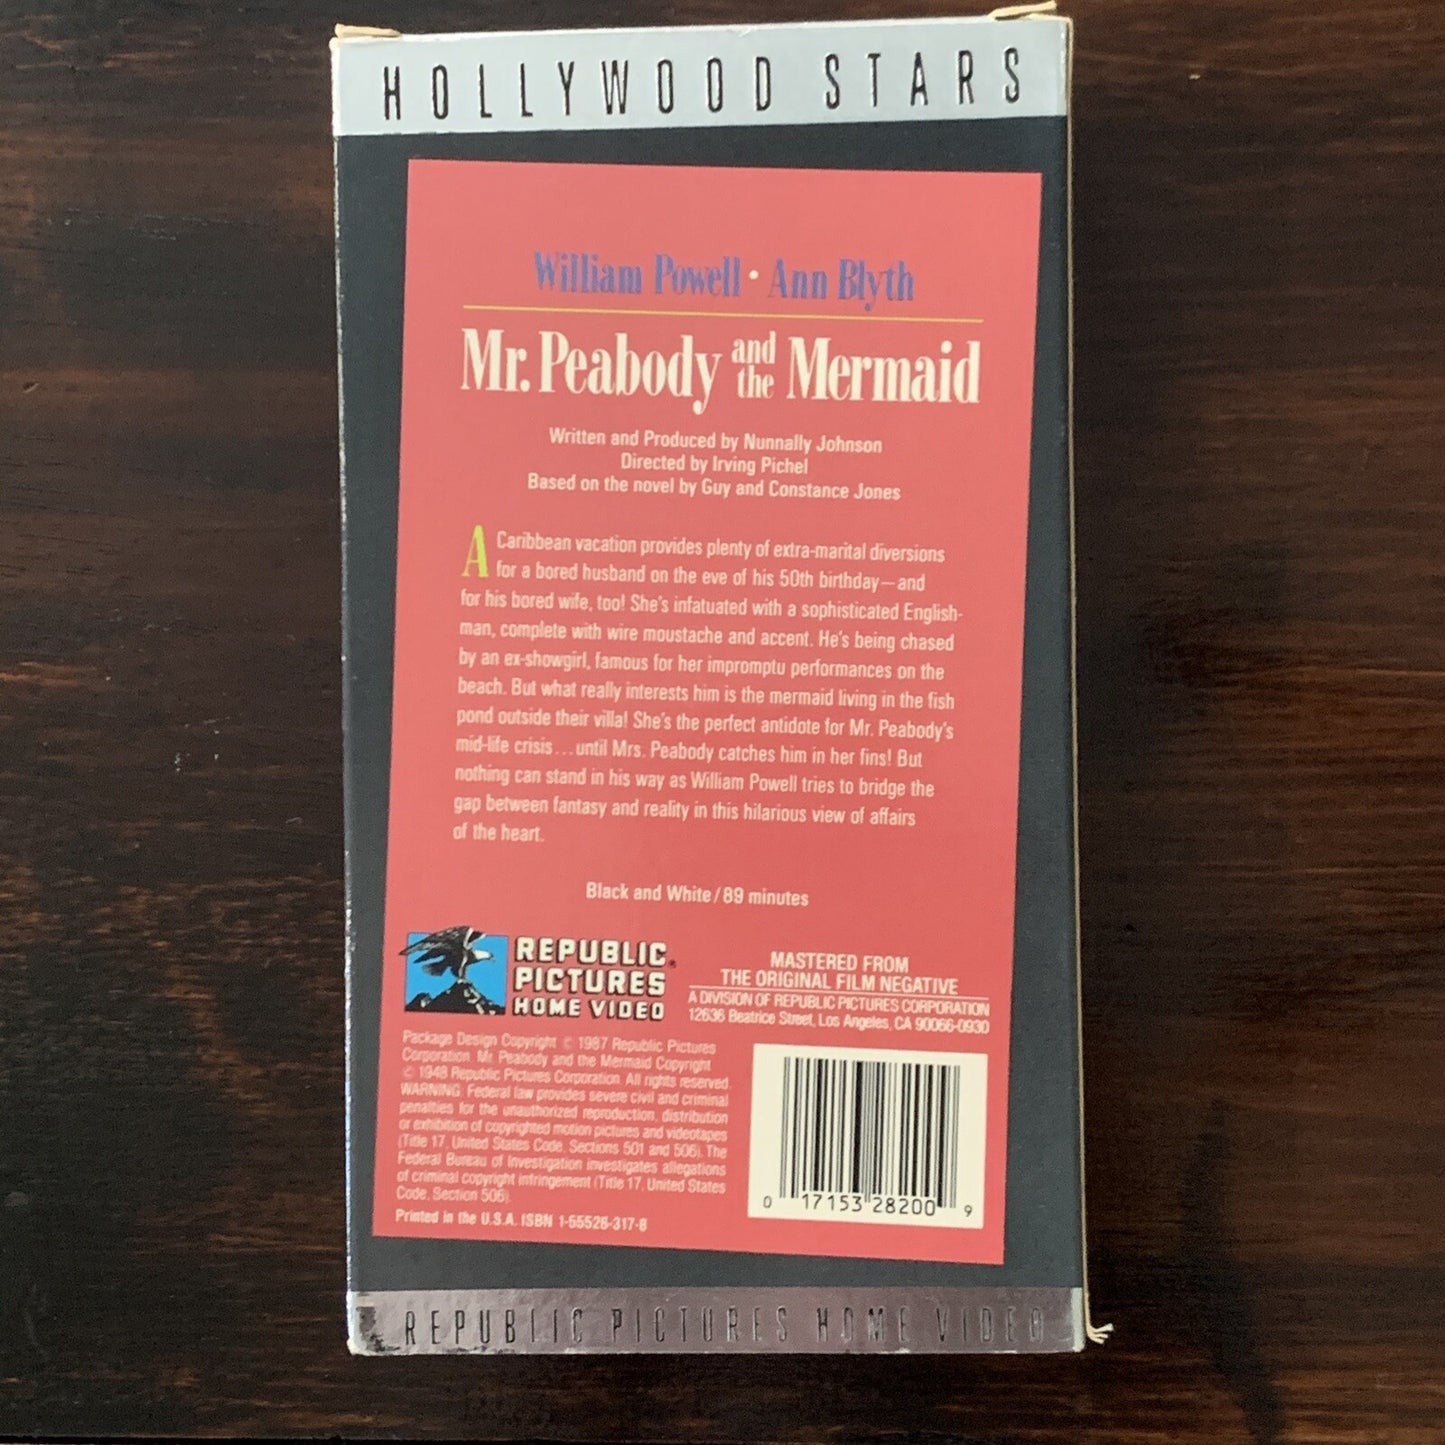 HOLLYWOOD STARS
William Powell • Ann Blyth
Mr. Peabody and the Mermaid
Written and Produced by Nunnally Johnson
Directed by Irving Pichel
Based on the novel by Guy and Constance Jones
A Caribbean vacation provides plenty of extra-marital diversions
for a bored husband on the eve of his 50th birthday—and
for his bored wife, too! She's infatuated with a sophisticated English-
man, complete with wire moustache and accent. He's being chased
by an ex-showgirl, famous for her impromptu performances on the
beach. But what really interests him is the mermaid living in the fish
pond outside their villa! She's the perfect antidote for Mr. Peabody's
mid-life crisis...until Mrs. Peabody catches him in her fins! But
nothing can stand in his way as William Powell tries to bridge the
gap between fantasy and reality in this hilarious view of affairs
of the heart.
Black and White/89 minutes
REPUBLIC
PICTURES®
HOME VIDEO
MASTERED FROM
THE ORIGINAL FILM NEGATIVE
A DIVISION OF REPUBLIC PICTURES CORPORATION
12636 Beatrice Street, Los Angeles, CA 90066-0930
Package Design Copyright © 1987 Republic Pictures
Corporation. Mr. Peabody and the Mermaid Copyright
© 1948 Republic Pictures Corporation. All rights reserved.
WARNING: Federal law provides severe civil and criminal
penalties for the unauthorized reproduction, distribution
or exhibition of copyrighted motion pictures and videotapes
(Title 17, United States Code, Sections 501 and 506). The
Federal Bureau of Investigation investigates allegations
of criminal copyright infringement (Title 17, United States
Code, Section 506).
Printed in the U.S.A. ISBN 1-55526-317-8
0 17153 28200 9
REPUBLIC PICTURES HOME VIDEO